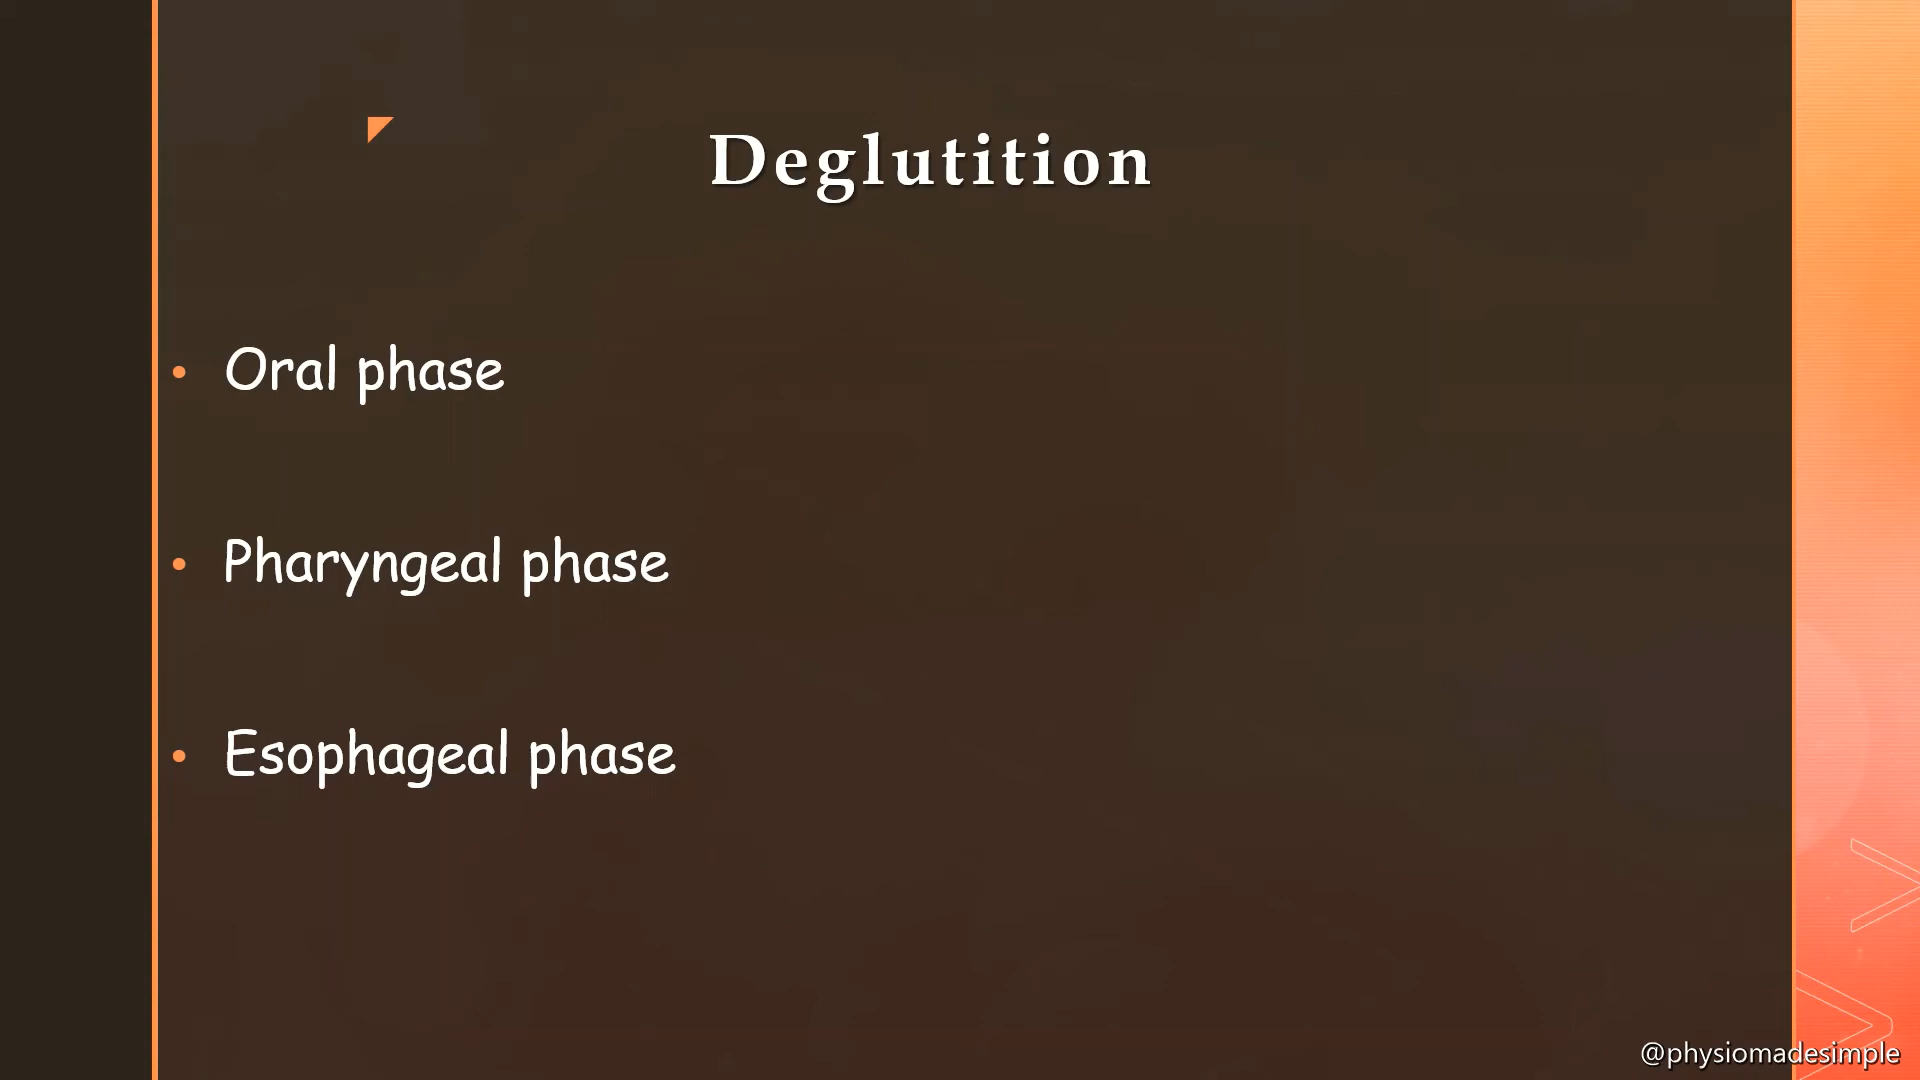 Deglutition
Oral phase
Pharyngeal phase
Esophageal phase
@physiomadesimple